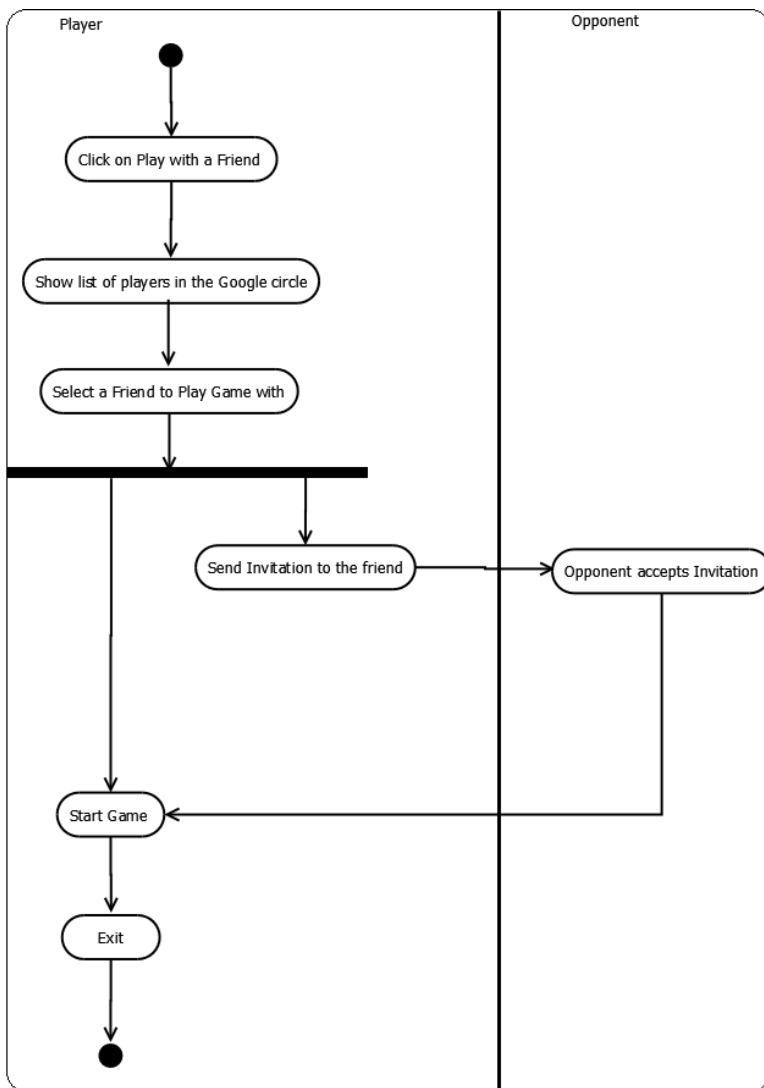 Player
Opponent
Click on Play with a Friend
Show list of players in the Google circle
Select a Friend to Play Game with
Send Invitation to the friend
Opponent accepts Invitation
Start Game
Exit